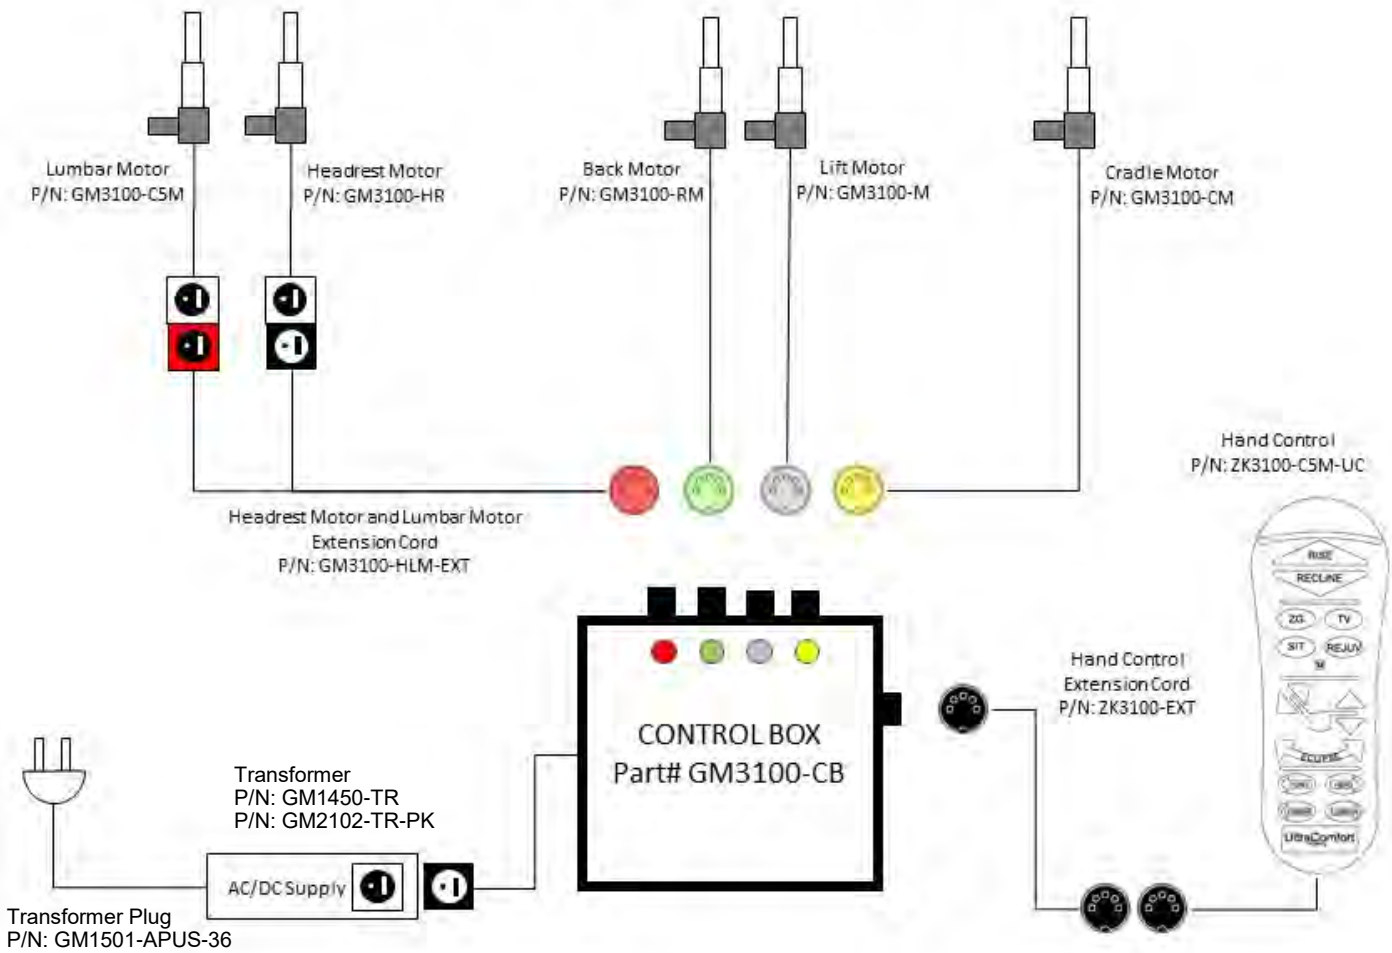 Lumbar Motor
P/N: GM3100-C5M
Headrest Motor
P/N: GM3100-HR
Back Motor
P/N: GM3100-RM
Lift Motor
P/N: GM3100-M
Cradle Motor
P/N: GM3100-CM
Hand Control
P/N: ZK3100-C5M-UC
Headrest Motor and Lumbar Motor
Extension Cord
P/N: GM3100-HLM-EXT
RISE
RECLINE
ZG
TV
SIT
REJUV
M
ECLIPSE
UltraComfort
Hand Control
Extension Cord
P/N: ZK3100-EXT
CONTROL BOX
Part# GM3100-CB
Transformer
P/N: GM1450-TR
P/N: GM2102-TR-PK
AC/DC Supply
Transformer Plug
P/N: GM1501-APUS-36